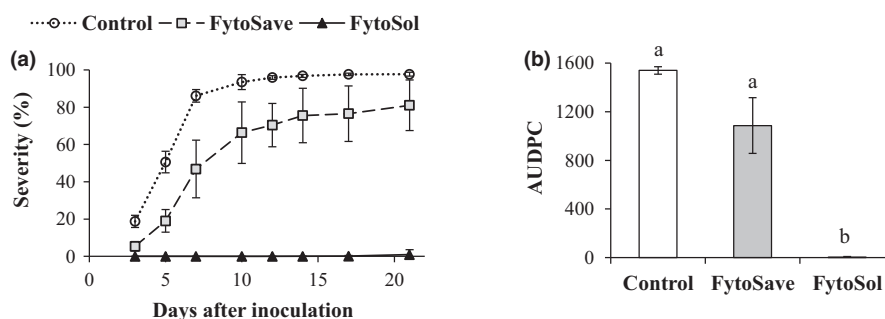 Control FytoSave FytoSol
(a)
100
80
60
40
20
0
Severity (%)
0 5 10 15 20
Days after inoculation
(b)
1600
1200
800
400
0
AUDPC
a
a
b
Control FytoSave FytoSol